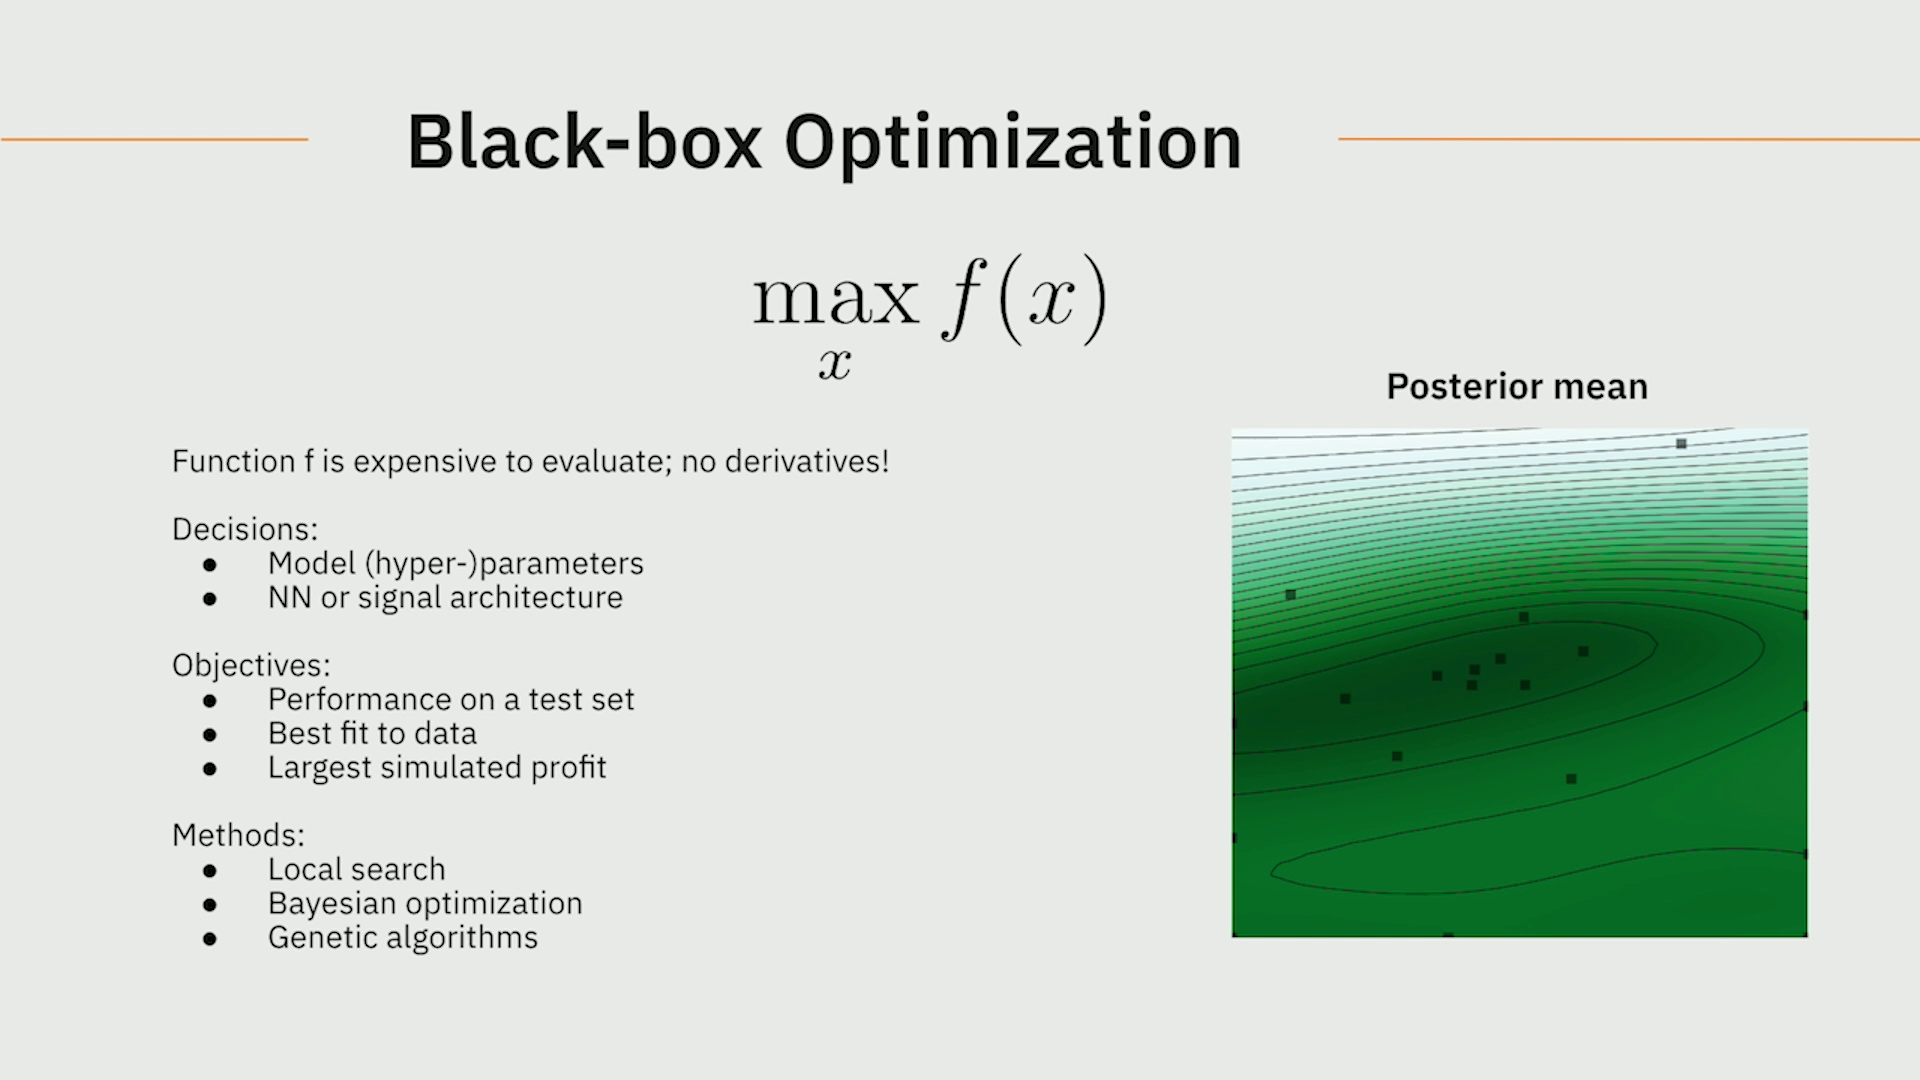 Black-box Optimization
max f(x)
x
Posterior mean
Function f is expensive to evaluate; no derivatives!
Decisions:
● Model (hyper-)parameters
● NN or signal architecture
Objectives:
● Performance on a test set
● Best fit to data
● Largest simulated profit
Methods:
● Local search
● Bayesian optimization
● Genetic algorithms